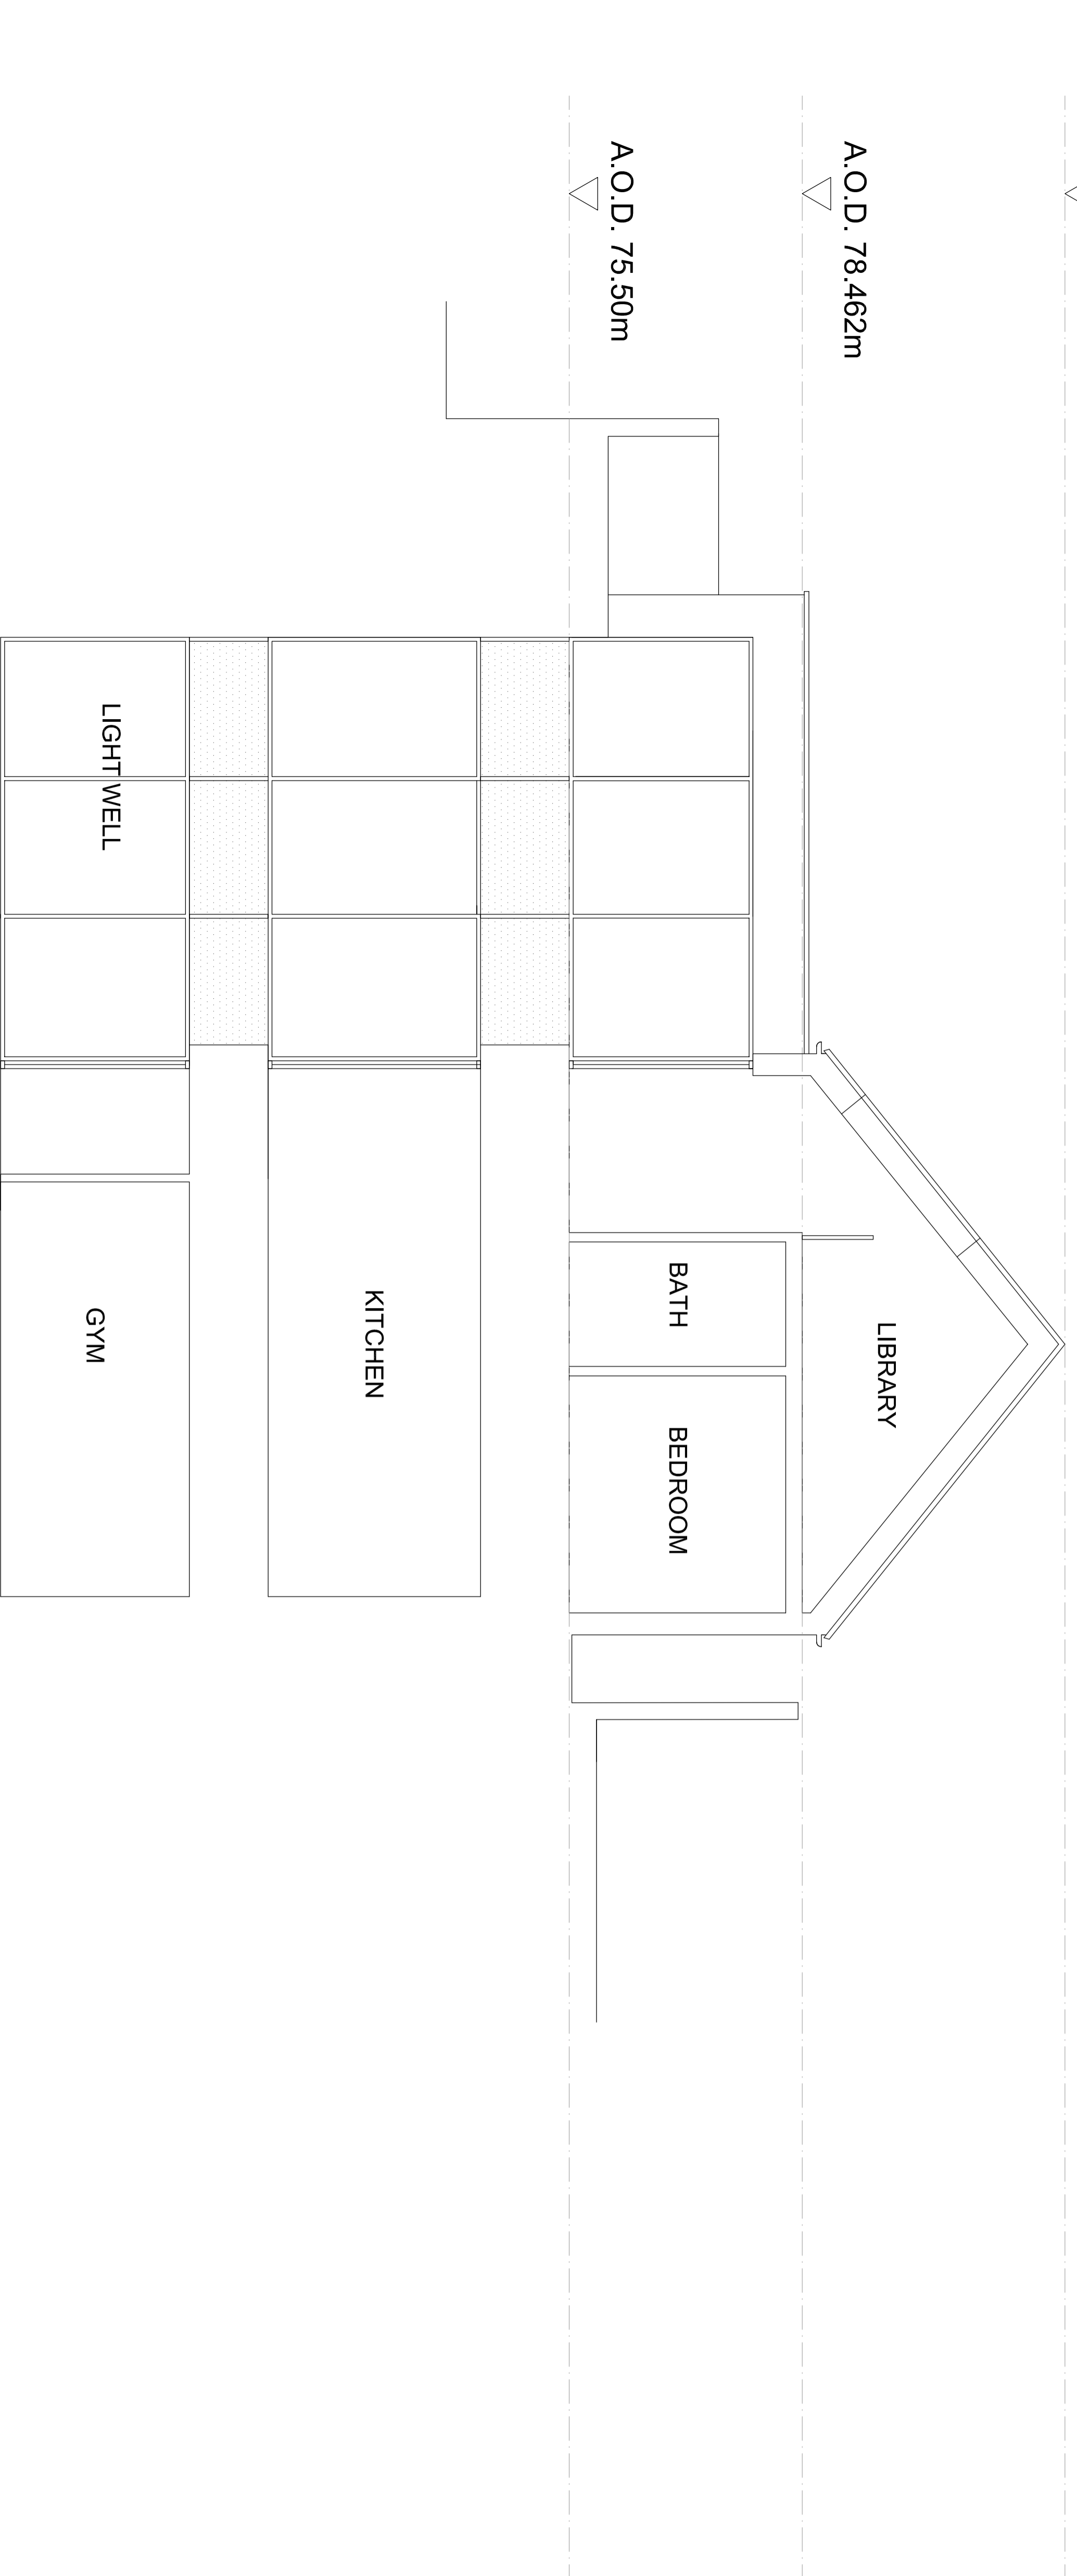 A.O.D. 78.462m
A.O.D. 75.50m
LIBRARY
BATH
BEDROOM
KITCHEN
LIGHT WELL
GYM